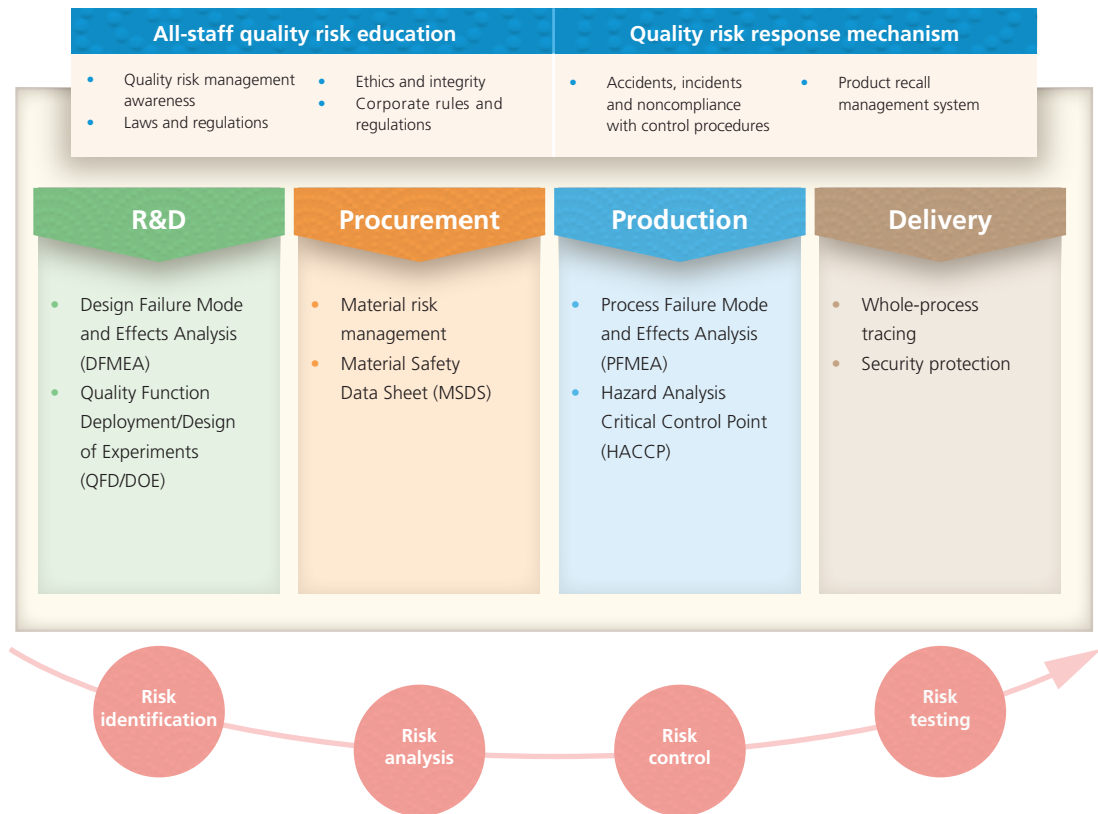 All-staff quality risk education
Quality risk management
awareness
Laws and regulations
Ethics and integrity
Corporate rules and
regulations
Quality risk response mechanism
Accidents, incidents
and noncompliance
with control procedures
Product recall
management system
R&D
Design Failure Mode
and Effects Analysis
(DFMEA)
Quality Function
Deployment/Design
of Experiments
(QFD/DOE)
Procurement
Material risk
management
Material Safety
Data Sheet (MSDS)
Production
Process Failure Mode
and Effects Analysis
(PFMEA)
Hazard Analysis
Critical Control Point
(HACCP)
Delivery
Whole-process
tracing
Security protection
Risk
identification
Risk
analysis
Risk
control
Risk
testing